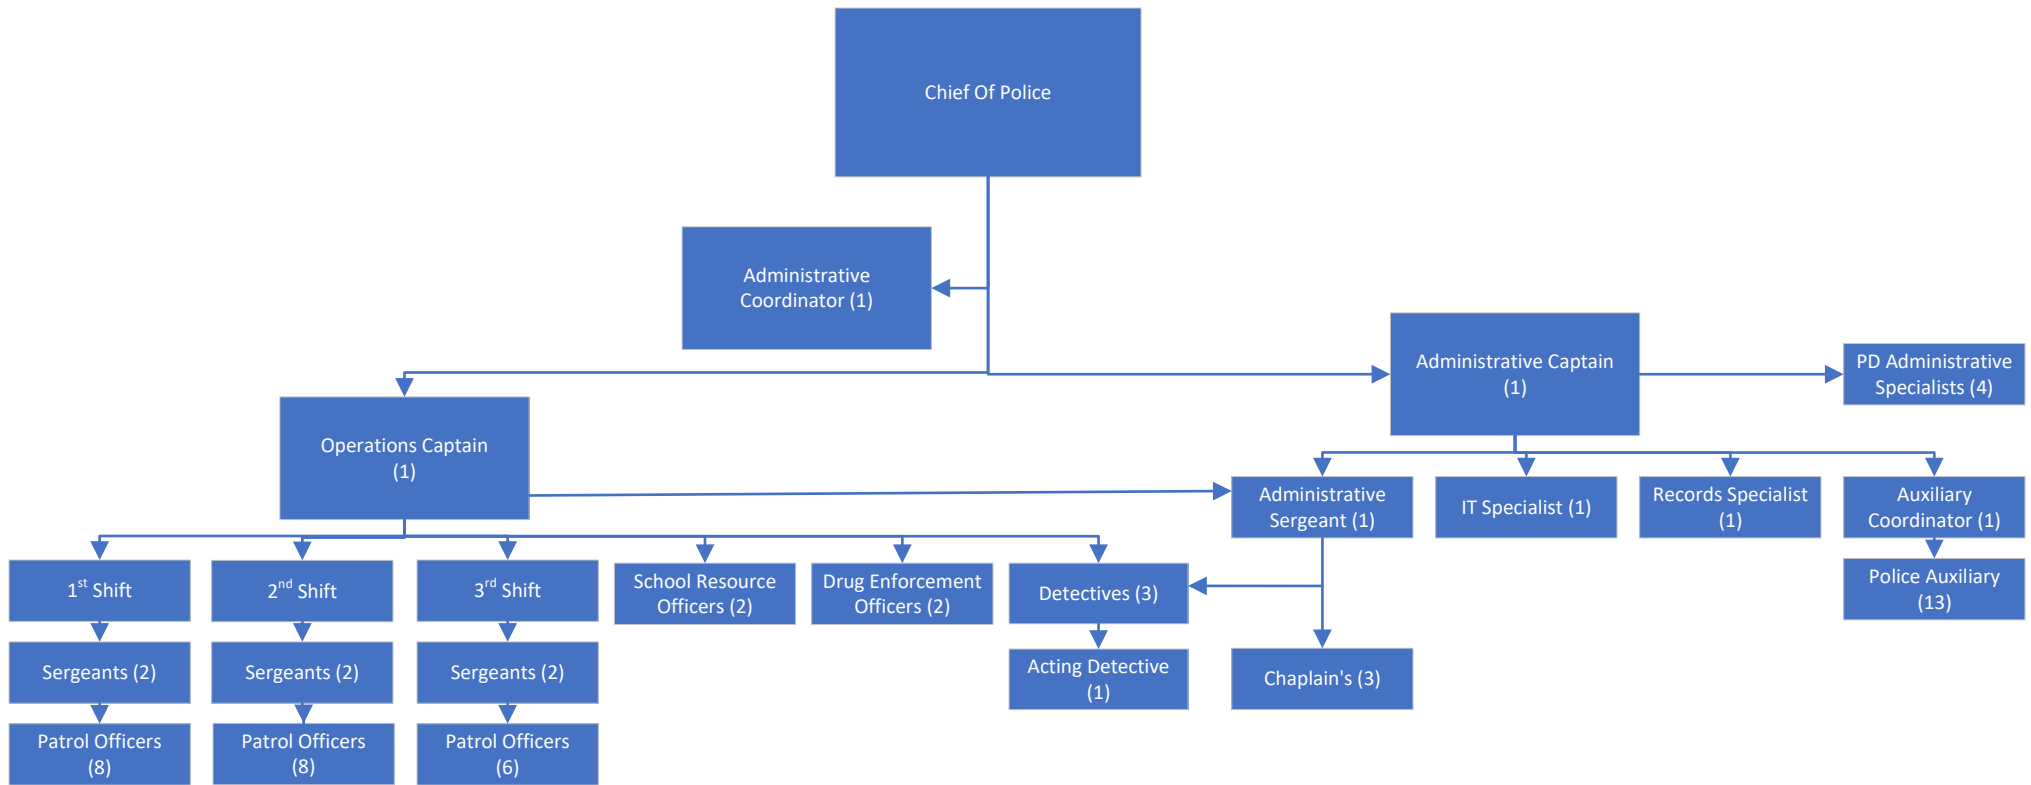 Chief Of Police
Administrative
Coordinator (1)
Administrative Captain
(1)
PD Administrative
Specialists (4)
Operations Captain
(1)
Administrative
Sergeant (1)
IT Specialist (1)
Records Specialist
(1)
Auxiliary
Coordinator (1)
1st Shift
2nd Shift
3rd Shift
School Resource
Officers (2)
Drug Enforcement
Officers (2)
Detectives (3)
Police Auxiliary
(13)
Sergeants (2)
Sergeants (2)
Sergeants (2)
Acting Detective
(1)
Chaplain's (3)
Patrol Officers
(8)
Patrol Officers
(8)
Patrol Officers
(6)